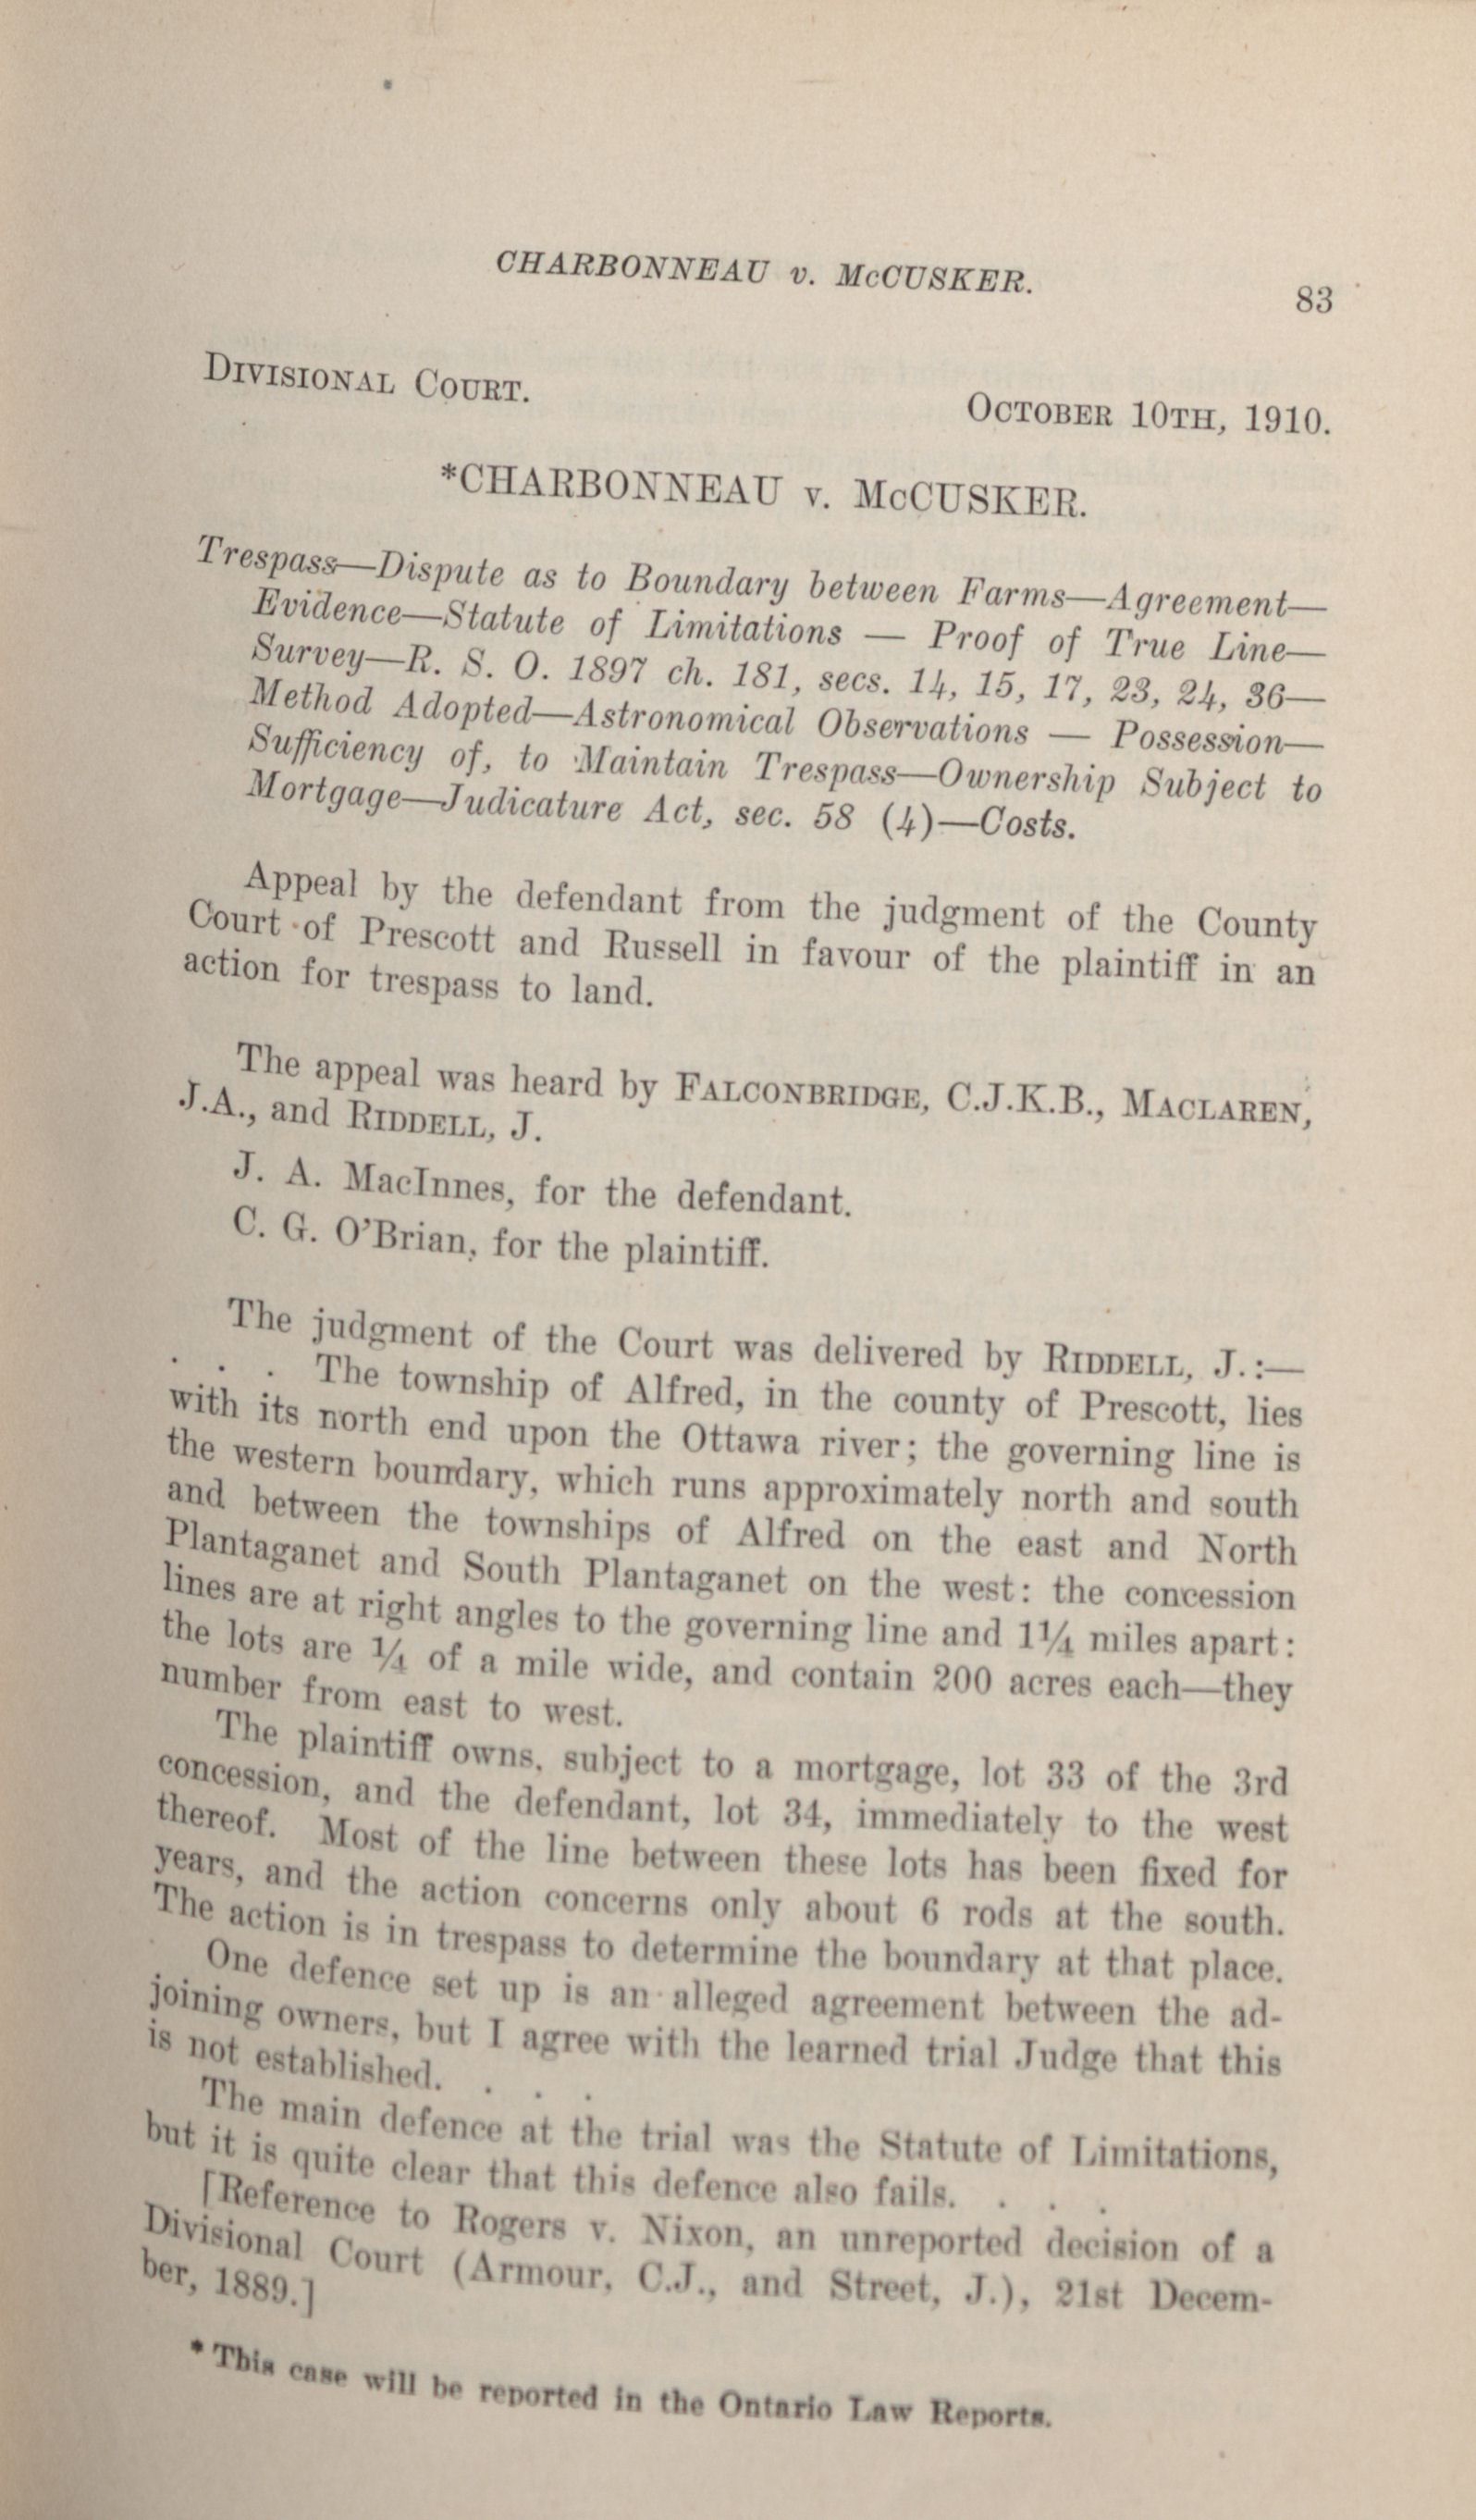 CHARBONNEAU v. McCUSKER.
83
DIVISIONAL COURT.
OCTOBER 10TH, 1910.
*CHARBONNEAU v. McCUSKER.
Trespass—Dispute as to Boundary between Farms—Agreement—
Evidence—Statute of Limitations — Proof of True Line—
Survey—R. S. O. 1897 ch. 181, secs. 14, 15, 17, 23, 24, 36—
Method Adopted—Astronomical Observations — Possession—
Sufficiency of, to Maintain Trespass—Ownership Subject to
Mortgage—Judicature Act, sec. 58 (4)—Costs.
Appeal by the defendant from the judgment of the County
Court of Prescott and Russell in favour of the plaintiff in an
action for trespass to land.
The appeal was heard by FALCONBRIDGE, C.J.K.B., MACLAREN,
J.A., and RIDDELL, J.
J. A. MacInnes, for the defendant.
C. G. O'Brian, for the plaintiff.
The judgment of the Court was delivered by RIDDELL, J.:—
. . . The township of Alfred, in the county of Prescott, lies
with its north end upon the Ottawa river; the governing line is
the western boundary, which runs approximately north and south
and between the townships of Alfred on the east and North
Plantaganet and South Plantaganet on the west: the concession
lines are at right angles to the governing line and 1¼ miles apart:
the lots are ¼ of a mile wide, and contain 200 acres each—they
number from east to west.
The plaintiff owns, subject to a mortgage, lot 33 of the 3rd
concession, and the defendant, lot 34, immediately to the west
thereof. Most of the line between these lots has been fixed for
years, and the action concerns only about 6 rods at the south.
The action is in trespass to determine the boundary at that place.
One defence set up is an alleged agreement between the ad-
joining owners, but I agree with the learned trial Judge that this
is not established. . . .
The main defence at the trial was the Statute of Limitations,
but it is quite clear that this defence also fails. . . .
[Reference to Rogers v. Nixon, an unreported decision of a
Divisional Court (Armour, C.J., and Street, J.), 21st Decem-
ber, 1889.]
* This case will be reported in the Ontario Law Reports.